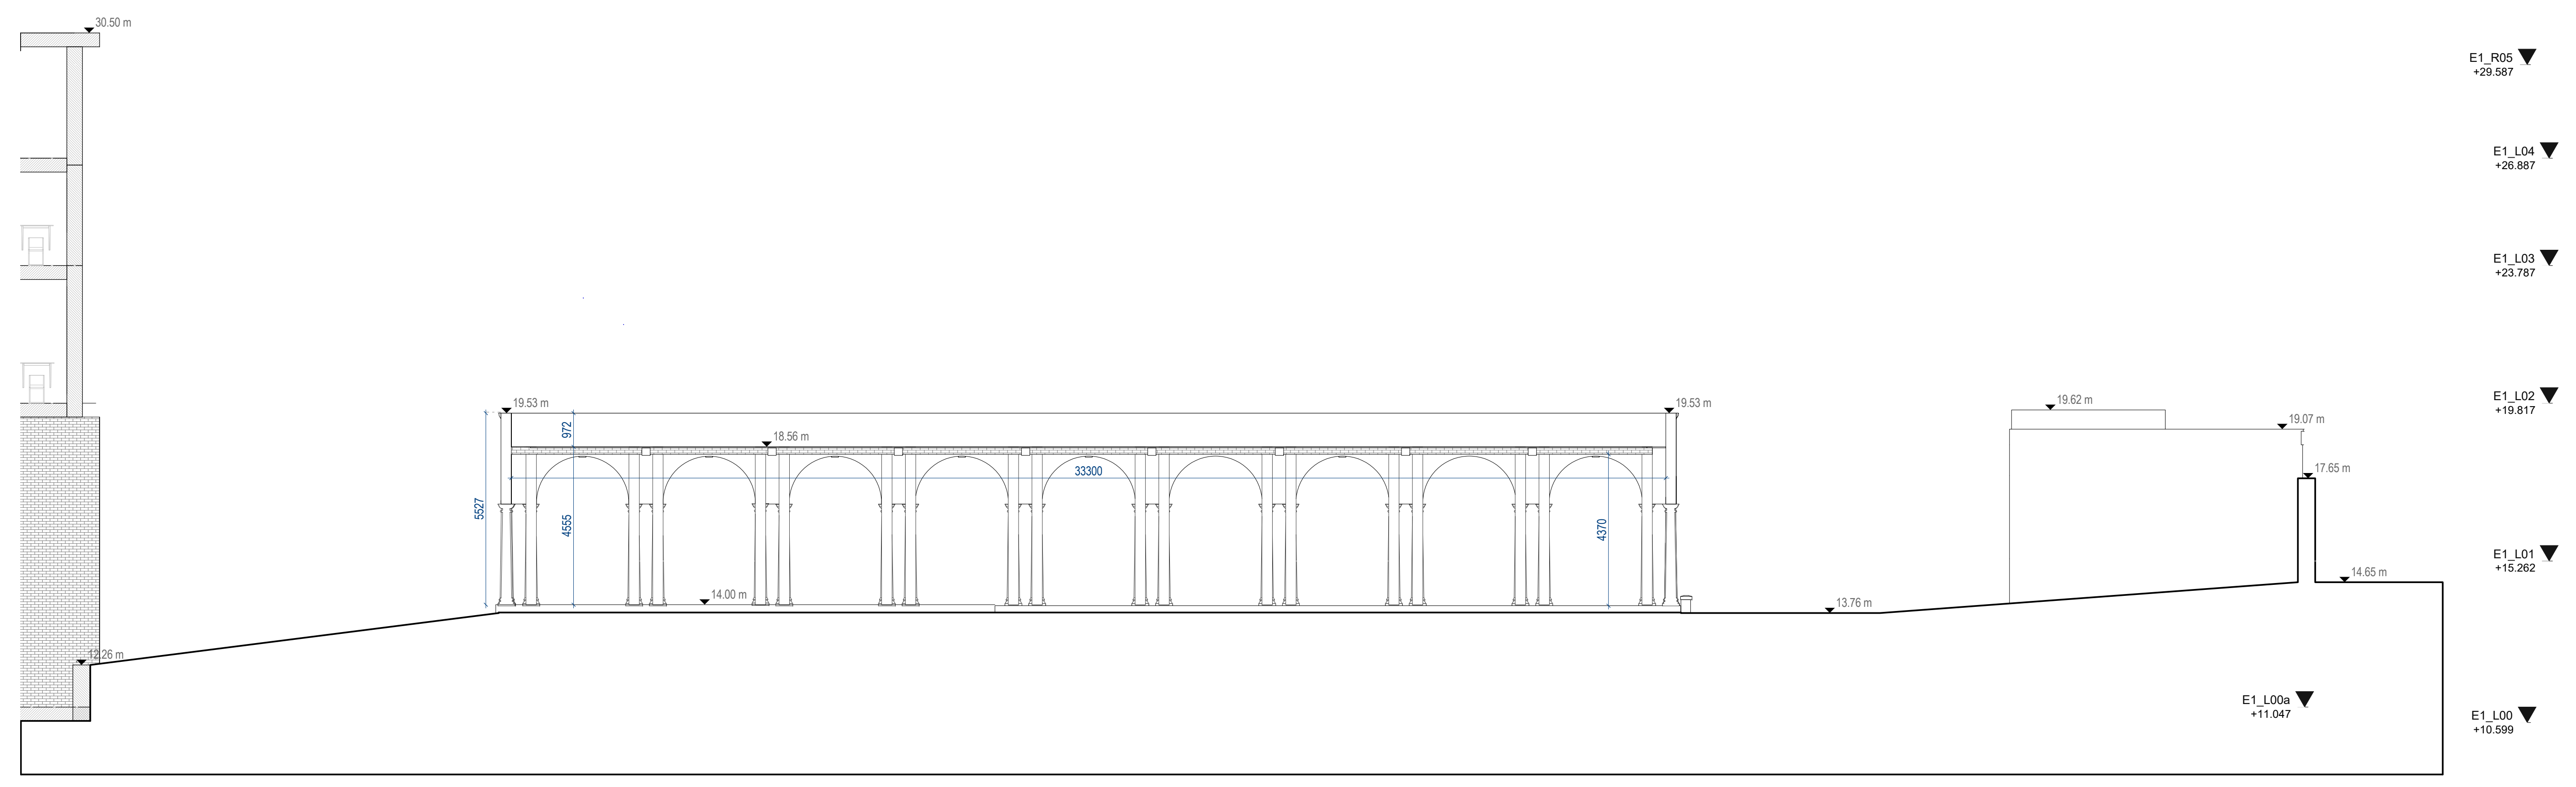 30.50 m
E1_R05
+29.587
E1_L04
+26.887
E1_L03
+23.787
E1_L02
+19.817
19.53 m
19.53 m
19.62 m
19.07 m
972
18.56 m
33300
17.65 m
5527
4555
4370
E1_L01
+15.262
14.65 m
14.00 m
13.76 m
12.26 m
E1_L00a
+11.047
E1_L00
+10.599